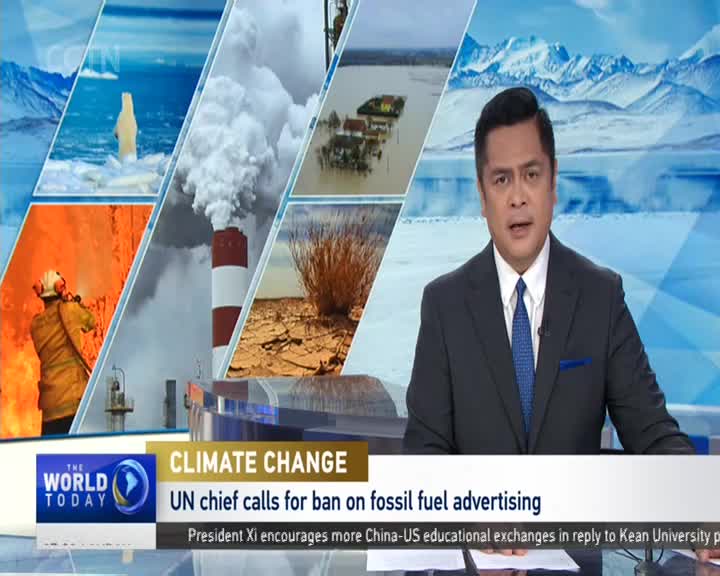 CGTN
CLIMATE CHANGE
THE
WORLD
TODAY
UN chief calls for ban on fossil fuel advertising
President Xi encourages more China-US educational exchanges in reply to Kean University p